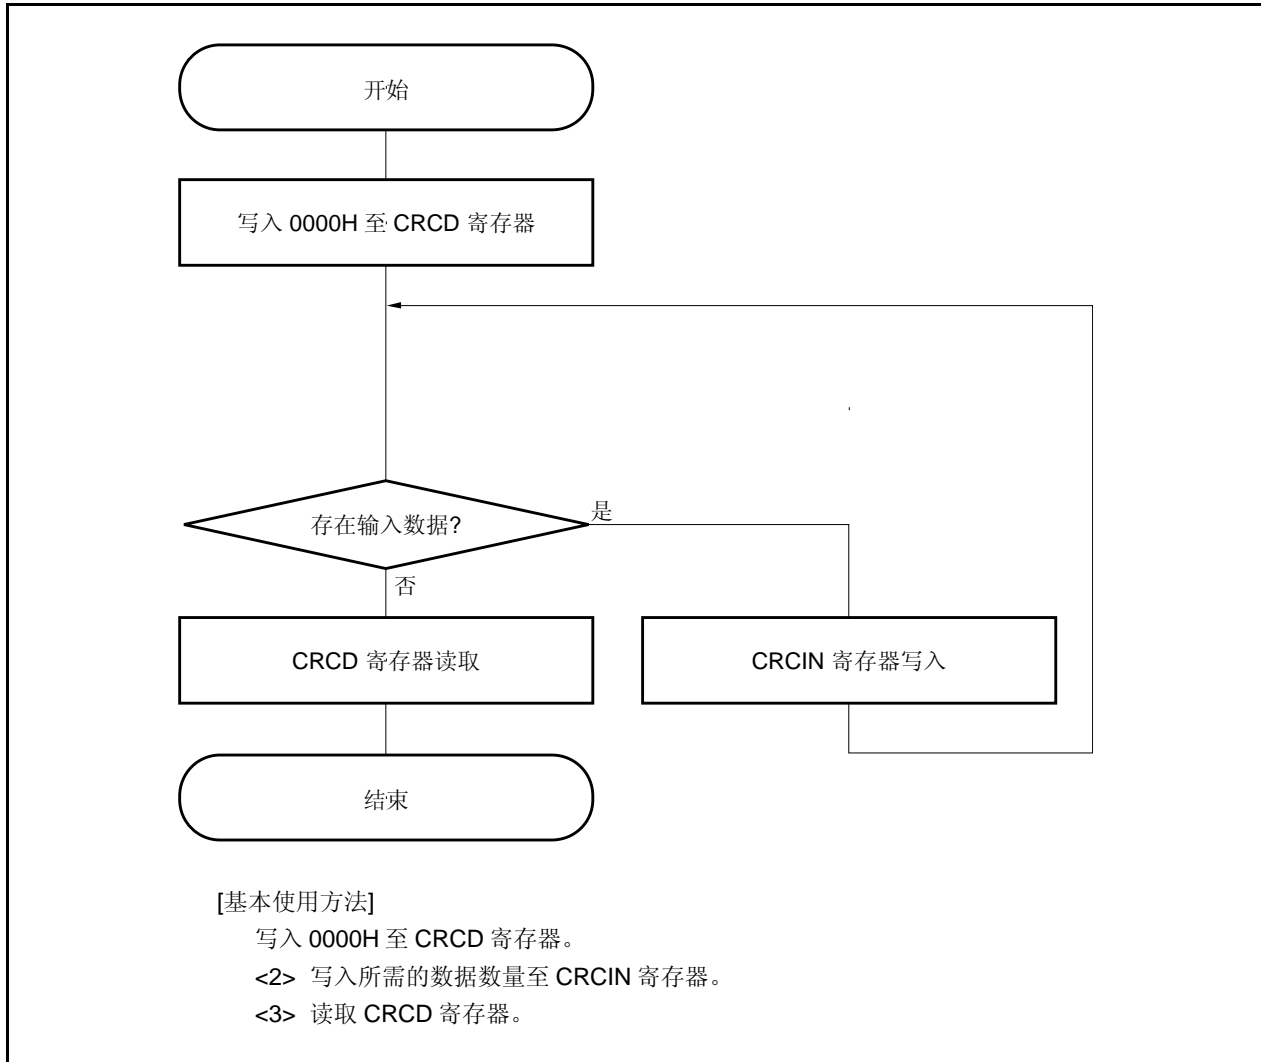 开始
写入 0000H 至 CRCD 寄存器
存在输入数据?
是
否
CRCD 寄存器读取
CRCIN 寄存器写入
结束
[基本使用方法]
写入 0000H 至 CRCD 寄存器。
<2> 写入所需的数据数量至 CRCIN 寄存器。
<3> 读取 CRCD 寄存器。